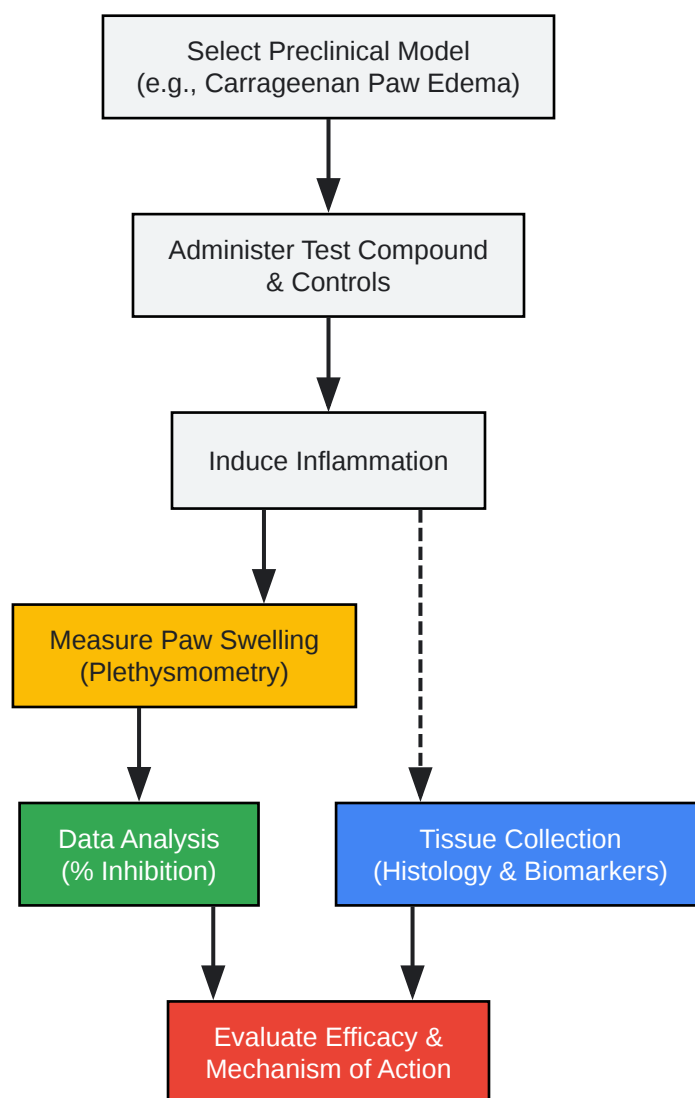 Select Preclinical Model
(e.g., Carrageenan Paw Edema)
Administer Test Compound
& Controls
Induce Inflammation
Measure Paw Swelling
(Plethysmometry)
Data Analysis
(% Inhibition)
Tissue Collection
(Histology & Biomarkers)
Evaluate Efficacy &
Mechanism of Action